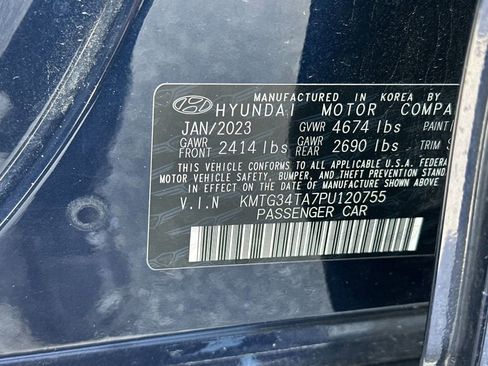 MANUFACTURED IN KOREA BY
HYUNDAI MOTOR COMPA
JAN/2023 GVWR 4674 lbs PAINT
GAWR FRONT 2414 lbs GAWR REAR 2690 lbs TRIM
THIS VEHICLE CONFORMS TO ALL APPLICABLE U.S.A. FEDERA
MOTOR VEHICLE SAFETY, BUMPER, AND THEFT PREVENTION STAND
IN EFFECT ON THE DATE OF MANUFACTURE SHOWN ABOVE
V.I.N KMTG34TA7PU120755
PASSENGER CAR